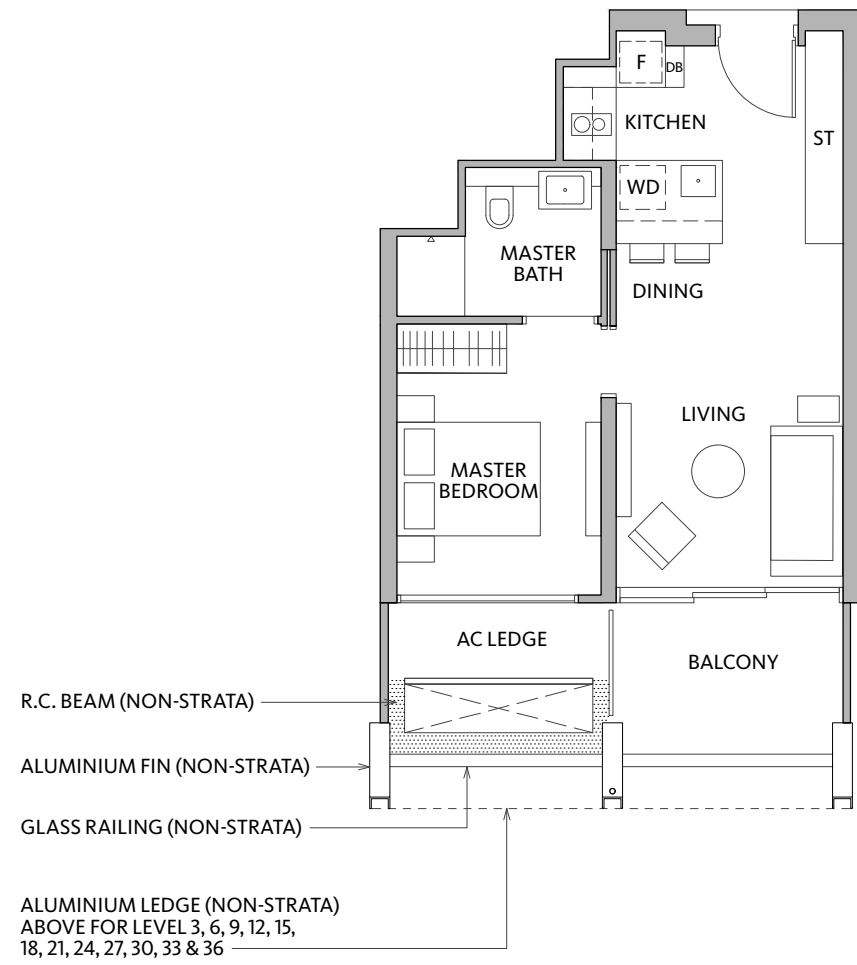 F
DB
KITCHEN
ST
WD
MASTER
BATH
DINING
LIVING
MASTER
BEDROOM
AC LEDGE
BALCONY
R.C. BEAM (NON-STRATA)
ALUMINIUM FIN (NON-STRATA)
GLASS RAILING (NON-STRATA)
ALUMINIUM LEDGE (NON-STRATA)
ABOVE FOR LEVEL 3, 6, 9, 12, 15,
18, 21, 24, 27, 30, 33 & 36